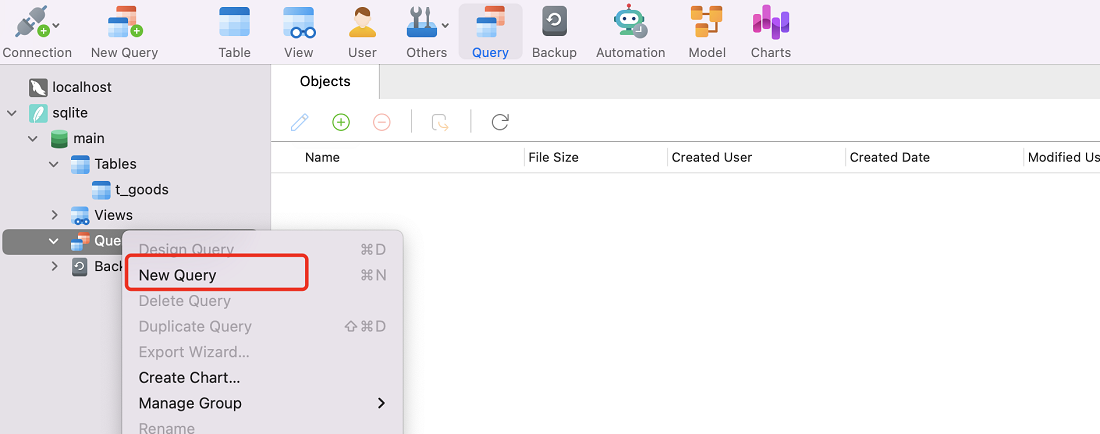 Connection New Query Table View User Others Query Backup Automation Model Charts
localhost
Objects
sqlite
main
Name File Size Created User Created Date Modified Us
Tables
t_goods
Views
Que
Design Query ⌘D
Back
New Query ⌘N
Delete Query
Duplicate Query ⇧⌘D
Export Wizard...
Create Chart...
Manage Group
Rename